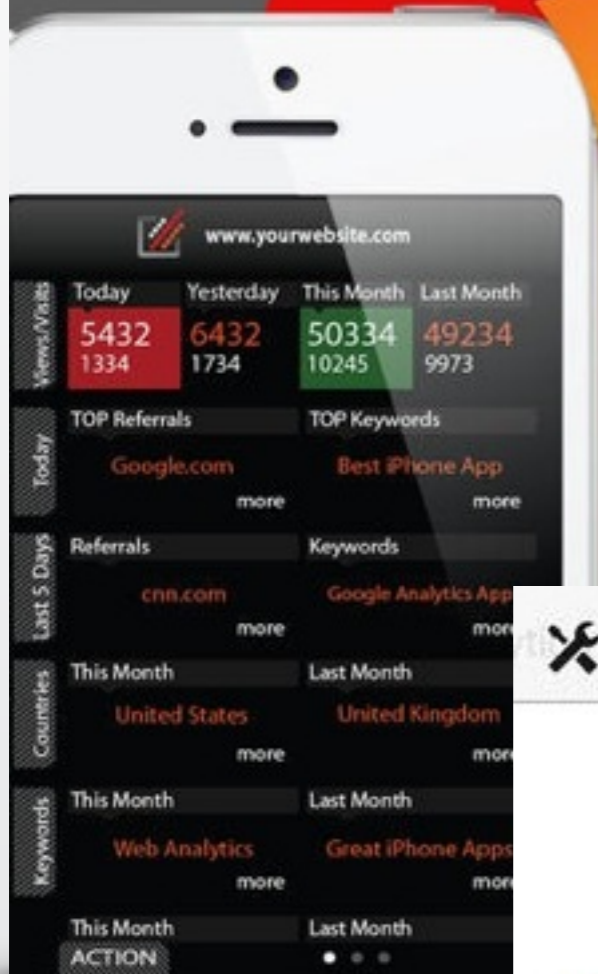 www.yourwebsite.com
Views/Visits
Today Yesterday This Month Last Month
5432 6432 50334 49234
1334 1734 10245 9973
Today
TOP Referrals TOP Keywords
Google.com Best iPhone App
more more
Last 5 Days
Referrals Keywords
cnn.com Google Analytics App
more more
Countries
This Month Last Month
United States United Kingdom
more more
Keywords
This Month Last Month
Web Analytics Great iPhone Apps
more more
This Month Last Month
ACTION